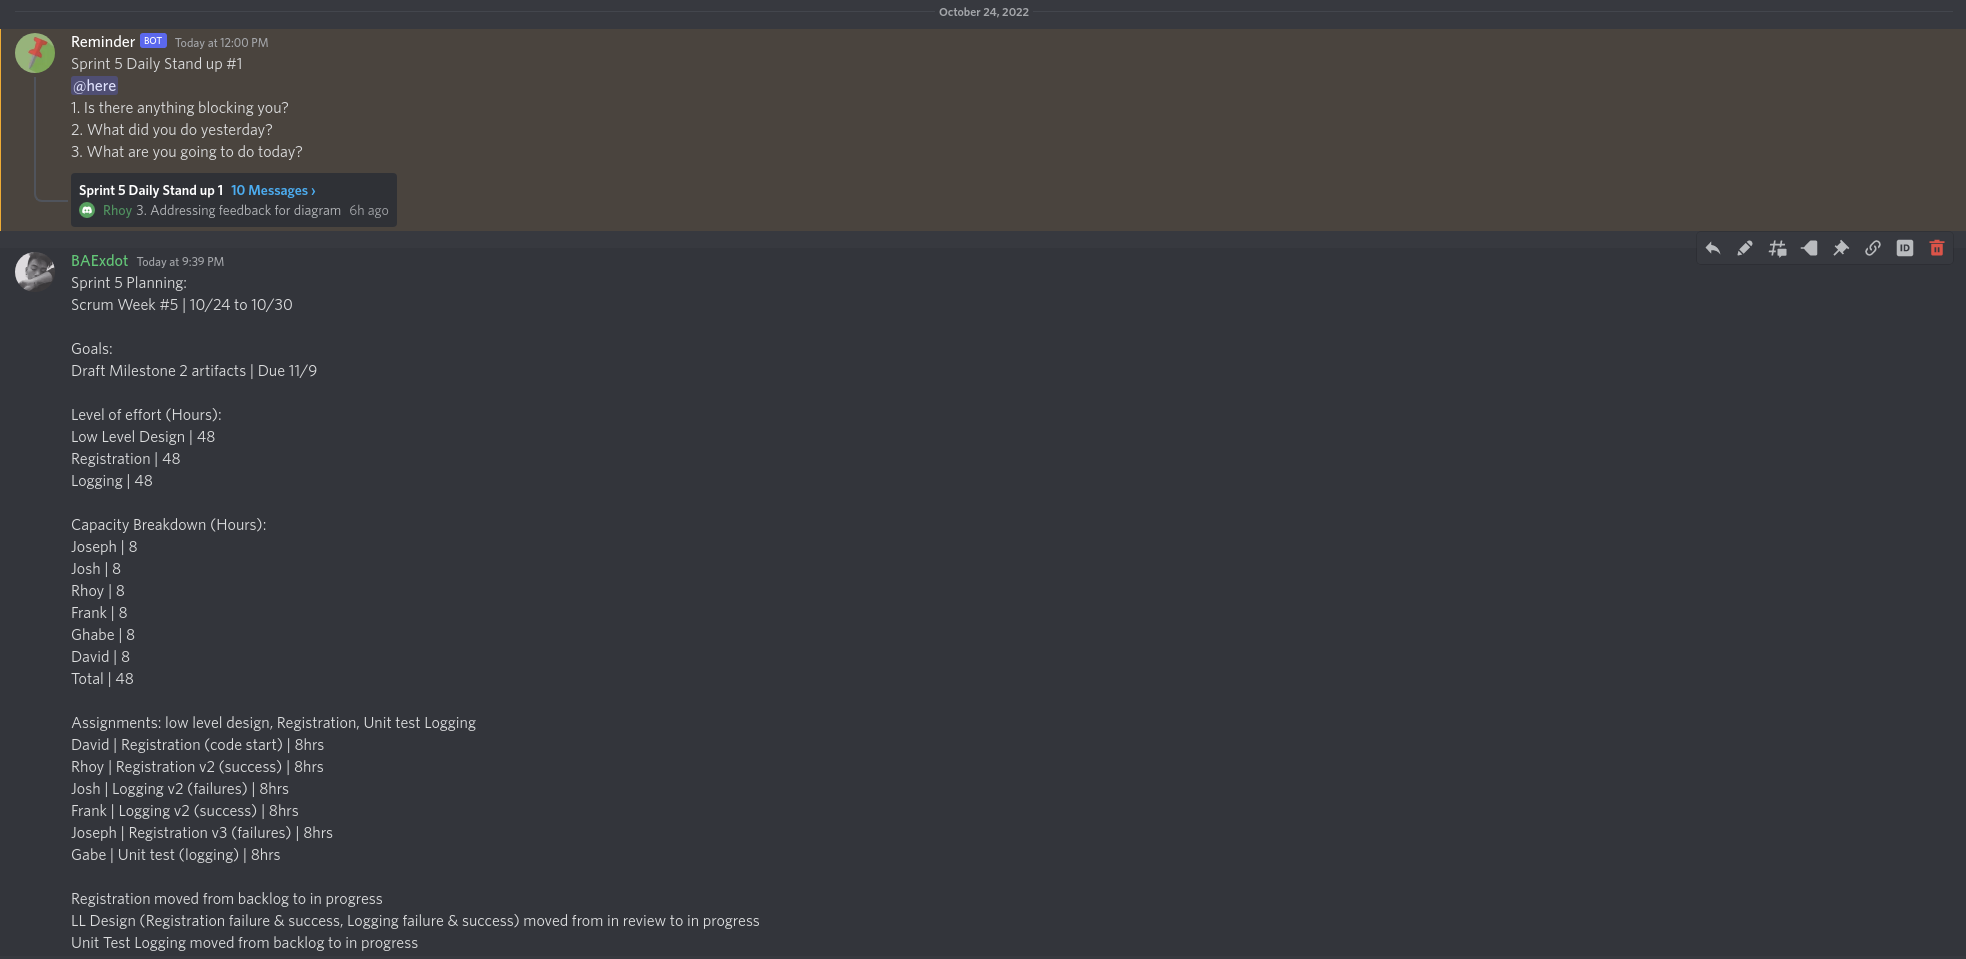 October 24, 2022
Reminder BOT Today at 12:00 PM
Sprint 5 Daily Stand up #1
@here
1. Is there anything blocking you?
2. What did you do yesterday?
3. What are you going to do today?
Sprint 5 Daily Stand up 1 10 Messages ›
Rhoy 3. Addressing feedback for diagram 6h ago
BAExdot Today at 9:39 PM
ID
Sprint 5 Planning:
Scrum Week #5 | 10/24 to 10/30
Goals:
Draft Milestone 2 artifacts | Due 11/9
Level of effort (Hours):
Low Level Design | 48
Registration | 48
Logging | 48
Capacity Breakdown (Hours):
Joseph | 8
Josh | 8
Rhoy | 8
Frank | 8
Ghabe | 8
David | 8
Total | 48
Assignments: low level design, Registration, Unit test Logging
David | Registration (code start) | 8hrs
Rhoy | Registration v2 (success) | 8hrs
Josh | Logging v2 (failures) | 8hrs
Frank | Logging v2 (success) | 8hrs
Joseph | Registration v3 (failures) | 8hrs
Gabe | Unit test (logging) | 8hrs
Registration moved from backlog to in progress
LL Design (Registration failure & success, Logging failure & success) moved from in review to in progress
Unit Test Logging moved from backlog to in progress